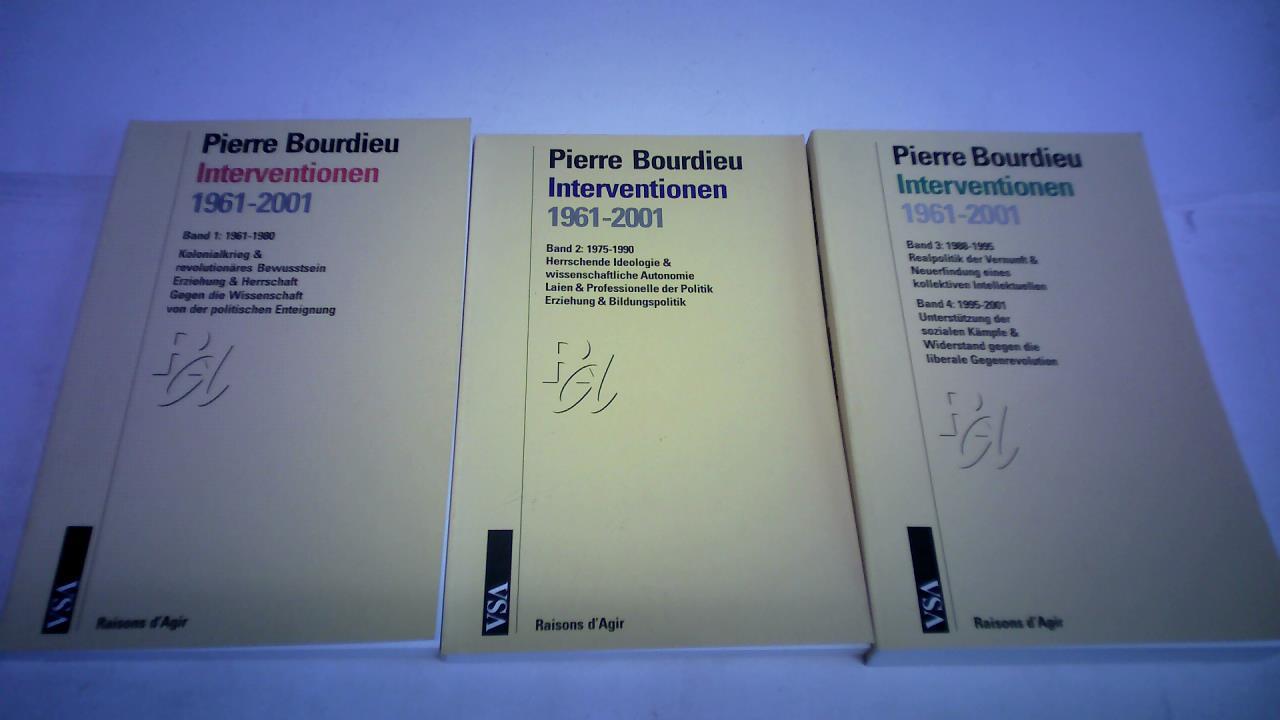 Pierre Bourdieu
Interventionen
1961-2001
Band 1: 1961-1980
Kolonialkrieg &
revolutionäres Bewusstsein
Erziehung & Herrschaft
Gegen die Wissenschaft
von der politischen Enteignung
VSA
Raisons d'Agir
Pierre Bourdieu
Interventionen
1961-2001
Band 2: 1975-1990
Herrschende Ideologie &
wissenschaftliche Autonomie
Laien & Professionelle der Politik
Erziehung & Bildungspolitik
VSA
Raisons d'Agir
Pierre Bourdieu
Interventionen
1961-2001
Band 3: 1988-1995
Realpolitik der Vernunft &
Neuerfindung eines
kollektiven Intellektuellen
Band 4: 1995-2001
Unterstützung der
sozialen Kämpfe &
Widerstand gegen die
liberale Gegenrevolution
VSA
Raisons d'Agir